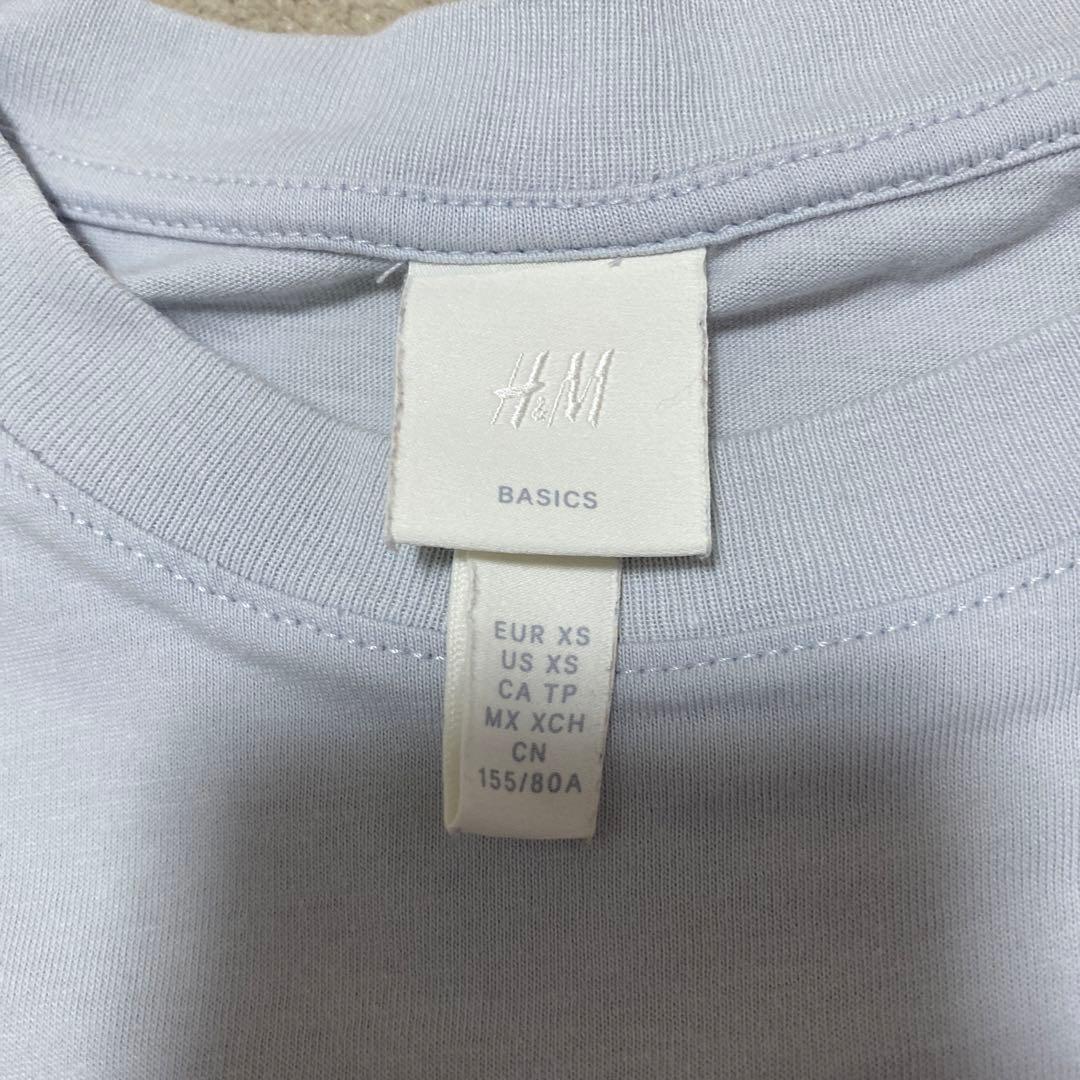 H&M
BASICS
EUR XS
US XS
CA TP
MX XCH
CN
155/80A